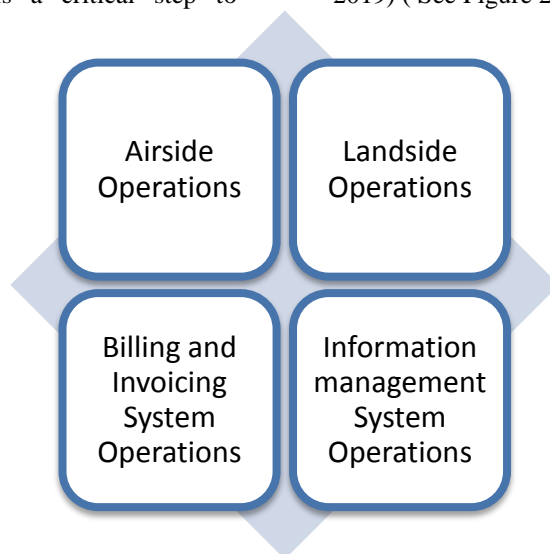 is a critical step to
2019) ( See Figure 2
Airside
Operations
Landside
Operations
Billing and
Invoicing
System
Operations
Information
management
System
Operations